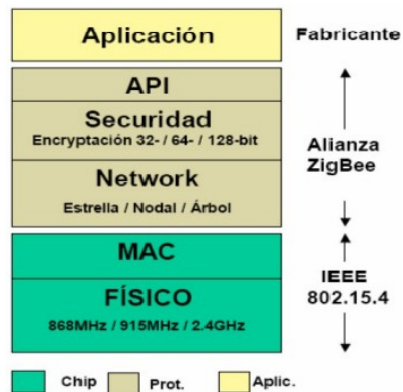 Aplicación
Fabricante
API
Seguridad
Encryptación 32- / 64- / 128-bit
Alianza
ZigBee
Network
Estrella / Nodal / Árbol
MAC
IEEE
802.15.4
FÍSICO
868MHz / 915MHz / 2.4GHz
Chip Prot. Aplic.